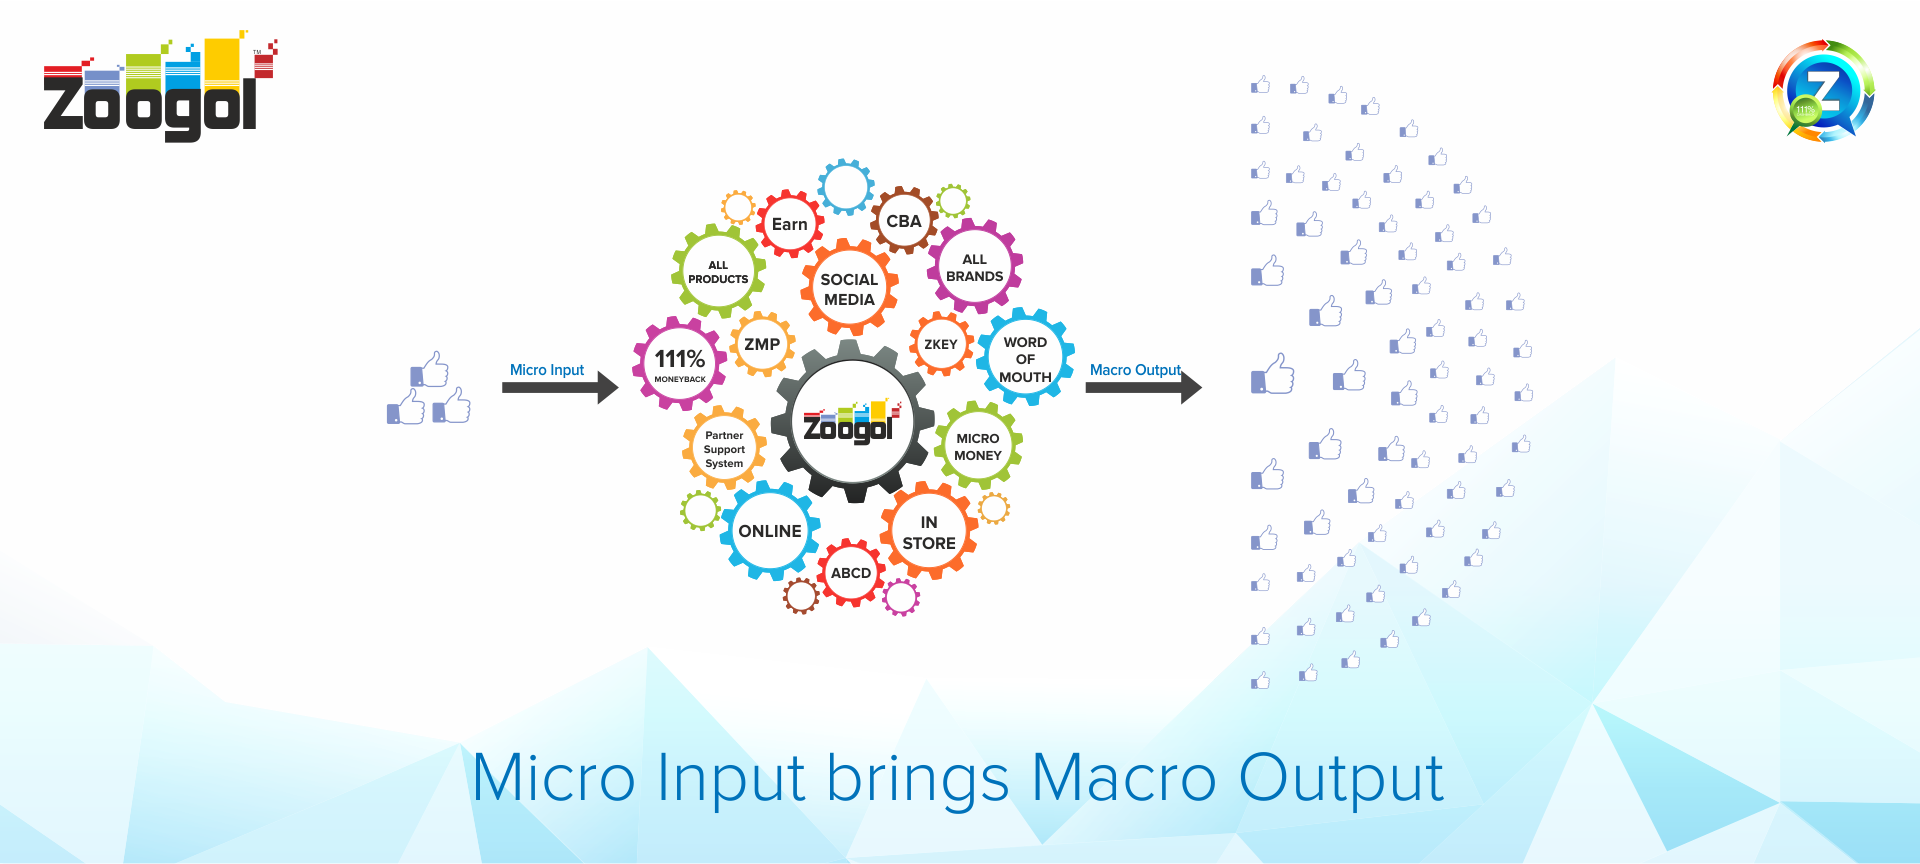 Zoogol
TM
Z
111%
Earn
CBA
ALL
PRODUCTS
SOCIAL
MEDIA
ALL
BRANDS
111%
MONEYBACK
ZMP
ZKEY
WORD
OF
MOUTH
Micro Input
Macro Output
Zoogol
Partner
Support
System
MICRO
MONEY
ONLINE
IN
STORE
ABCD
Micro Input brings Macro Output